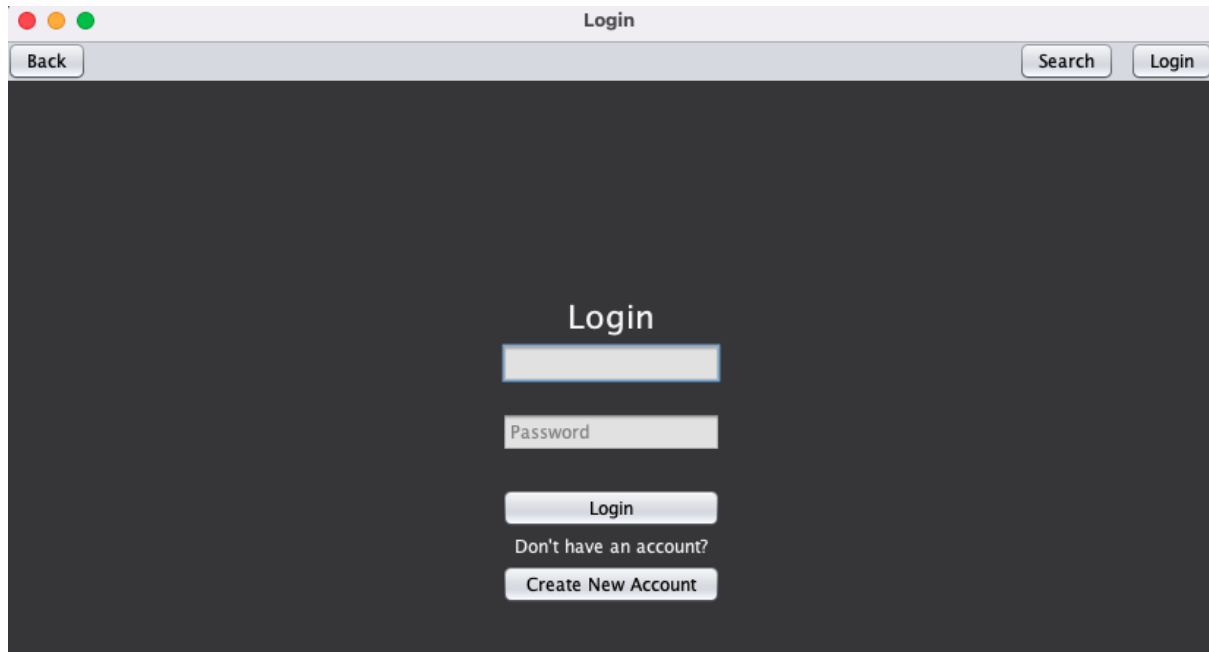 Login
Back Search Login
Login
Password
Login
Don't have an account?
Create New Account